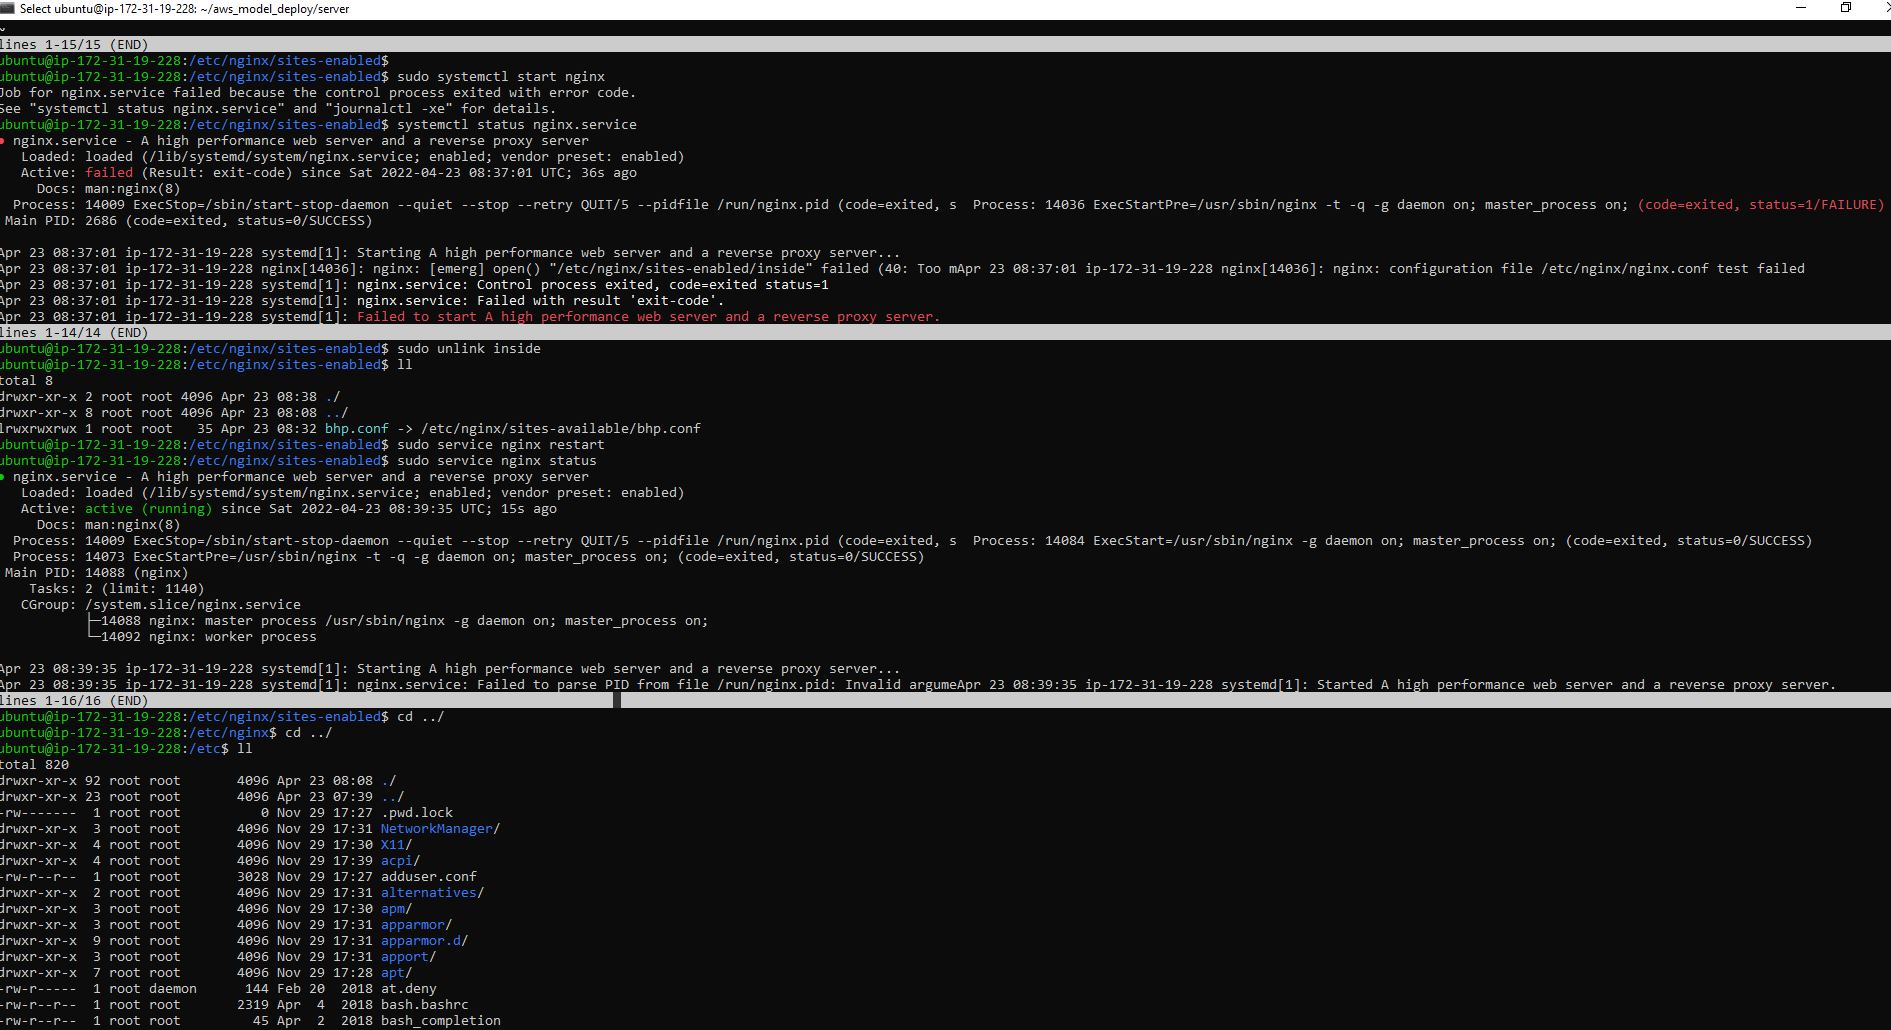 Select ubuntu@ip-172-31-19-228: ~/aws_model_deploy/server
~
lines 1-15/15 (END)
ubuntu@ip-172-31-19-228:/etc/nginx/sites-enabled$
ubuntu@ip-172-31-19-228:/etc/nginx/sites-enabled$ sudo systemctl start nginx
Job for nginx.service failed because the control process exited with error code.
See "systemctl status nginx.service" and "journalctl -xe" for details.
ubuntu@ip-172-31-19-228:/etc/nginx/sites-enabled$ systemctl status nginx.service
● nginx.service - A high performance web server and a reverse proxy server
Loaded: loaded (/lib/systemd/system/nginx.service; enabled; vendor preset: enabled)
Active: failed (Result: exit-code) since Sat 2022-04-23 08:37:01 UTC; 36s ago
Docs: man:nginx(8)
Process: 14009 ExecStop=/sbin/start-stop-daemon --quiet --stop --retry QUIT/5 --pidfile /run/nginx.pid (code=exited, s  Process: 14036 ExecStartPre=/usr/sbin/nginx -t -q -g daemon on; master_process on; (code=exited, status=1/FAILURE)
Main PID: 2686 (code=exited, status=0/SUCCESS)
Apr 23 08:37:01 ip-172-31-19-228 systemd[1]: Starting A high performance web server and a reverse proxy server...
Apr 23 08:37:01 ip-172-31-19-228 nginx[14036]: nginx: [emerg] open() "/etc/nginx/sites-enabled/inside" failed (40: Too mApr 23 08:37:01 ip-172-31-19-228 nginx[14036]: nginx: configuration file /etc/nginx/nginx.conf test failed
Apr 23 08:37:01 ip-172-31-19-228 systemd[1]: nginx.service: Control process exited, code=exited status=1
Apr 23 08:37:01 ip-172-31-19-228 systemd[1]: nginx.service: Failed with result 'exit-code'.
Apr 23 08:37:01 ip-172-31-19-228 systemd[1]: Failed to start A high performance web server and a reverse proxy server.
lines 1-14/14 (END)
ubuntu@ip-172-31-19-228:/etc/nginx/sites-enabled$ sudo unlink inside
ubuntu@ip-172-31-19-228:/etc/nginx/sites-enabled$ ll
total 8
drwxr-xr-x 2 root root 4096 Apr 23 08:38 ./
drwxr-xr-x 8 root root 4096 Apr 23 08:08 ../
lrwxrwxrwx 1 root root   35 Apr 23 08:32 bhp.conf -> /etc/nginx/sites-available/bhp.conf
ubuntu@ip-172-31-19-228:/etc/nginx/sites-enabled$ sudo service nginx restart
ubuntu@ip-172-31-19-228:/etc/nginx/sites-enabled$ sudo service nginx status
● nginx.service - A high performance web server and a reverse proxy server
Loaded: loaded (/lib/systemd/system/nginx.service; enabled; vendor preset: enabled)
Active: active (running) since Sat 2022-04-23 08:39:35 UTC; 15s ago
Docs: man:nginx(8)
Process: 14009 ExecStop=/sbin/start-stop-daemon --quiet --stop --retry QUIT/5 --pidfile /run/nginx.pid (code=exited, s  Process: 14084 ExecStart=/usr/sbin/nginx -g daemon on; master_process on; (code=exited, status=0/SUCCESS)
Process: 14073 ExecStartPre=/usr/sbin/nginx -t -q -g daemon on; master_process on; (code=exited, status=0/SUCCESS)
Main PID: 14088 (nginx)
Tasks: 2 (limit: 1140)
CGroup: /system.slice/nginx.service
├─14088 nginx: master process /usr/sbin/nginx -g daemon on; master_process on;
└─14092 nginx: worker process
Apr 23 08:39:35 ip-172-31-19-228 systemd[1]: Starting A high performance web server and a reverse proxy server...
Apr 23 08:39:35 ip-172-31-19-228 systemd[1]: nginx.service: Failed to parse PID from file /run/nginx.pid: Invalid argumeApr 23 08:39:35 ip-172-31-19-228 systemd[1]: Started A high performance web server and a reverse proxy server.
lines 1-16/16 (END)
ubuntu@ip-172-31-19-228:/etc/nginx/sites-enabled$ cd ../
ubuntu@ip-172-31-19-228:/etc/nginx$ cd ../
ubuntu@ip-172-31-19-228:/etc$ ll
total 820
drwxr-xr-x 92 root root       4096 Apr 23 08:08 ./
drwxr-xr-x 23 root root       4096 Apr 23 07:39 ../
-rw-------  1 root root          0 Nov 29 17:27 .pwd.lock
drwxr-xr-x  3 root root       4096 Nov 29 17:31 NetworkManager/
drwxr-xr-x  4 root root       4096 Nov 29 17:30 X11/
drwxr-xr-x  4 root root       4096 Nov 29 17:39 acpi/
-rw-r--r--  1 root root       3028 Nov 29 17:27 adduser.conf
drwxr-xr-x  2 root root       4096 Nov 29 17:31 alternatives/
drwxr-xr-x  3 root root       4096 Nov 29 17:30 apm/
drwxr-xr-x  3 root root       4096 Nov 29 17:31 apparmor/
drwxr-xr-x  9 root root       4096 Nov 29 17:31 apparmor.d/
drwxr-xr-x  3 root root       4096 Nov 29 17:31 apport/
drwxr-xr-x  7 root root       4096 Nov 29 17:28 apt/
-rw-r-----  1 root daemon      144 Feb 20  2018 at.deny
-rw-r--r--  1 root root       2319 Apr  4  2018 bash.bashrc
-rw-r--r--  1 root root         45 Apr  2  2018 bash_completion